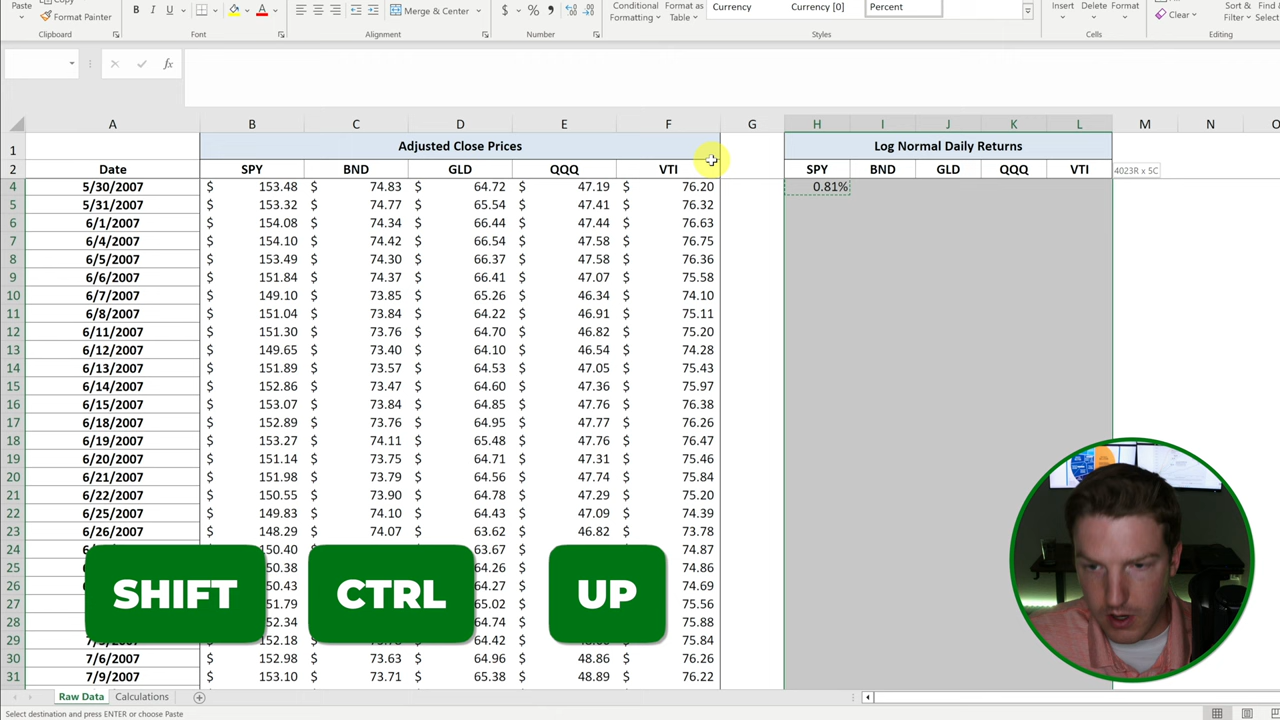 Paste
Copy
Format Painter
B I U A
Merge & Center
$ % ,
Conditional
Formatting
Format as
Table
Currency
Currency [0]
Percent
Insert
Delete
Format
Clear
Sort &
Filter
Find &
Select
Clipboard
Font
Alignment
Number
Styles
Cells
Editing
fx
A B C D E F G H I J K L M N O
1 Adjusted Close Prices Log Normal Daily Returns
2 Date SPY BND GLD QQQ VTI SPY BND GLD QQQ VTI
4023R x 5C
4 5/30/2007 $ 153.48 $ 74.83 $ 64.72 $ 47.19 $ 76.20 0.81%
5 5/31/2007 $ 153.32 $ 74.77 $ 65.54 $ 47.41 $ 76.32
6 6/1/2007 $ 154.08 $ 74.34 $ 66.44 $ 47.44 $ 76.63
7 6/4/2007 $ 154.10 $ 74.42 $ 66.54 $ 47.58 $ 76.75
8 6/5/2007 $ 153.49 $ 74.30 $ 66.37 $ 47.58 $ 76.36
9 6/6/2007 $ 151.84 $ 74.37 $ 66.41 $ 47.07 $ 75.58
10 6/7/2007 $ 149.10 $ 73.85 $ 65.26 $ 46.34 $ 74.10
11 6/8/2007 $ 151.04 $ 73.84 $ 64.22 $ 46.91 $ 75.11
12 6/11/2007 $ 151.30 $ 73.76 $ 64.70 $ 46.82 $ 75.20
13 6/12/2007 $ 149.65 $ 73.40 $ 64.10 $ 46.54 $ 74.28
14 6/13/2007 $ 151.89 $ 73.57 $ 64.53 $ 47.05 $ 75.43
15 6/14/2007 $ 152.86 $ 73.47 $ 64.60 $ 47.36 $ 75.97
16 6/15/2007 $ 153.07 $ 73.84 $ 64.85 $ 47.76 $ 76.38
17 6/18/2007 $ 152.89 $ 73.76 $ 64.95 $ 47.77 $ 76.26
18 6/19/2007 $ 153.27 $ 74.11 $ 65.48 $ 47.76 $ 76.47
19 6/20/2007 $ 151.14 $ 73.75 $ 64.71 $ 47.31 $ 75.46
20 6/21/2007 $ 151.98 $ 73.79 $ 64.56 $ 47.74 $ 75.84
21 6/22/2007 $ 150.55 $ 73.90 $ 64.78 $ 47.29 $ 75.20
22 6/25/2007 $ 149.83 $ 74.10 $ 64.43 $ 47.09 $ 74.39
23 6/26/2007 $ 148.29 $ 74.07 $ 63.62 $ 46.82 $ 73.78
24 150.40 63.67 $ 74.87
25 150.38 64.26 74.86
26 150.43 64.27 74.69
27 65.02 75.56
28 64.74 75.88
29 152.18 64.42 75.84
30 7/6/2007 $ 152.98 $ 73.63 $ 64.96 $ 48.86 $ 76.26
31 7/9/2007 $ 153.10 $ 73.71 $ 65.38 $ 48.89 $ 76.22
SHIFT CTRL UP
Raw Data
Calculations
Select destination and press ENTER or choose Paste